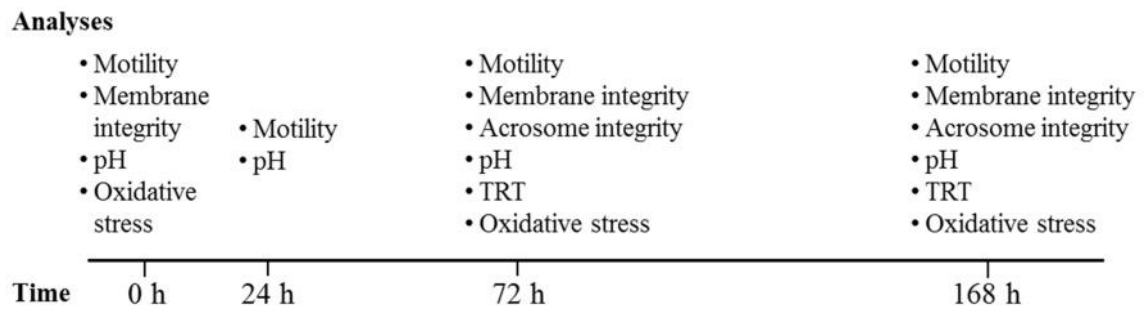 Analyses
• Motility
• Membrane
integrity
• pH
• Oxidative
stress
• Motility
• pH
• Motility
• Membrane integrity
• Acrosome integrity
• pH
• TRT
• Oxidative stress
• Motility
• Membrane integrity
• Acrosome integrity
• pH
• TRT
• Oxidative stress
Time 0 h 24 h 72 h 168 h